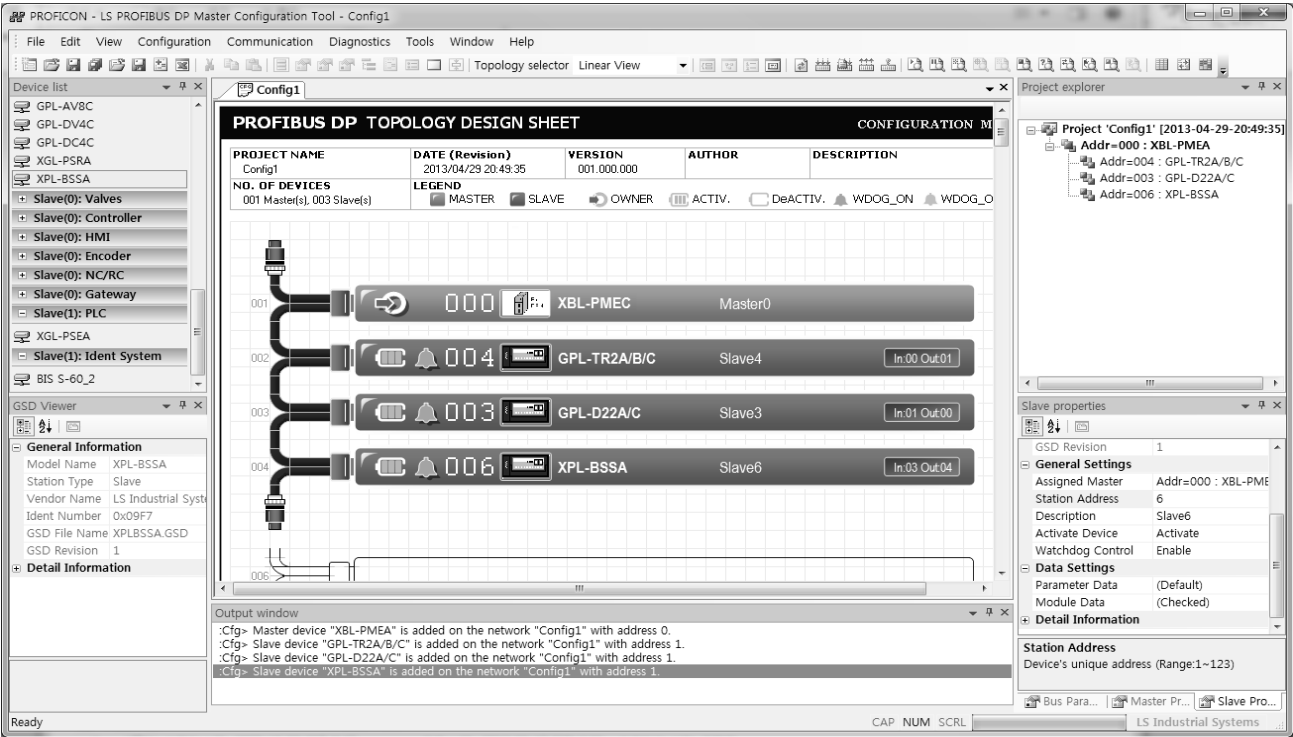 PROFICON - LS PROFIBUS DP Master Configuration Tool - Config1
File Edit View Configuration Communication Diagnostics Tools Window Help
Topology selector Linear View
Device list
GPL-AV8C
GPL-DV4C
GPL-DC4C
XGL-PSRA
XPL-BSSA
Slave(0): Valves
Slave(0): Controller
Slave(0): HMI
Slave(0): Encoder
Slave(0): NC/RC
Slave(0): Gateway
Slave(1): PLC
XGL-PSEA
Slave(1): Ident System
BIS S-60_2
GSD Viewer
General Information
Model Name XPL-BSSA
Station Type Slave
Vendor Name LS Industrial Syste
Ident Number 0x09F7
GSD File Name XPLBSSA.GSD
GSD Revision 1
Detail Information
Config1
PROFIBUS DP TOPOLOGY DESIGN SHEET CONFIGURATION M
PROJECT NAME DATE (Revision) VERSION AUTHOR DESCRIPTION
Config1 2013/04/29 20:49:35 001.000.000
NO. OF DEVICES LEGEND
001 Master(s), 003 Slave(s) MASTER SLAVE OWNER ACTIV. DeACTIV. WDOG_ON WDOG_O
001 000 XBL-PMEC Master0
002 004 GPL-TR2A/B/C Slave4 In:00 Out:01
003 003 GPL-D22A/C Slave3 In:01 Out:00
004 006 XPL-BSSA Slave6 In:03 Out:04
006
Output window
:Cfg> Master device "XBL-PMEA" is added on the network "Config1" with address 0.
:Cfg> Slave device "GPL-TR2A/B/C" is added on the network "Config1" with address 1.
:Cfg> Slave device "GPL-D22A/C" is added on the network "Config1" with address 1.
:Cfg> Slave device "XPL-BSSA" is added on the network "Config1" with address 1.
Project explorer
Project 'Config1' [2013-04-29-20:49:35]
Addr=000 : XBL-PMEA
Addr=004 : GPL-TR2A/B/C
Addr=003 : GPL-D22A/C
Addr=006 : XPL-BSSA
Slave properties
GSD Revision 1
General Settings
Assigned Master Addr=000 : XBL-PME
Station Address 6
Description Slave6
Activate Device Activate
Watchdog Control Enable
Data Settings
Parameter Data (Default)
Module Data (Checked)
Detail Information
Station Address
Device's unique address (Range:1~123)
Bus Para... Master Pr... Slave Pro...
Ready CAP NUM SCRL LS Industrial Systems